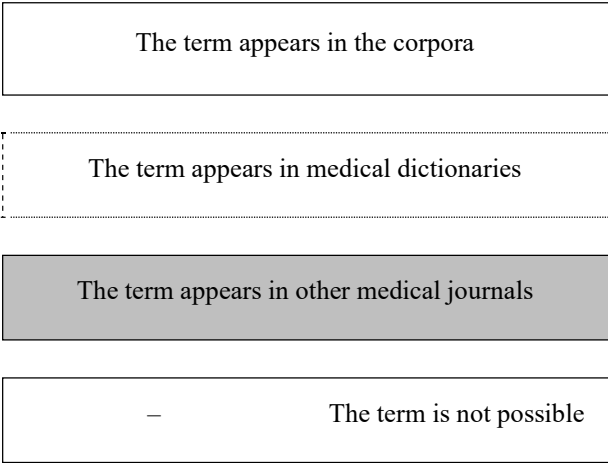 The term appears in the corpora
The term appears in medical dictionaries
The term appears in other medical journals
– The term is not possible